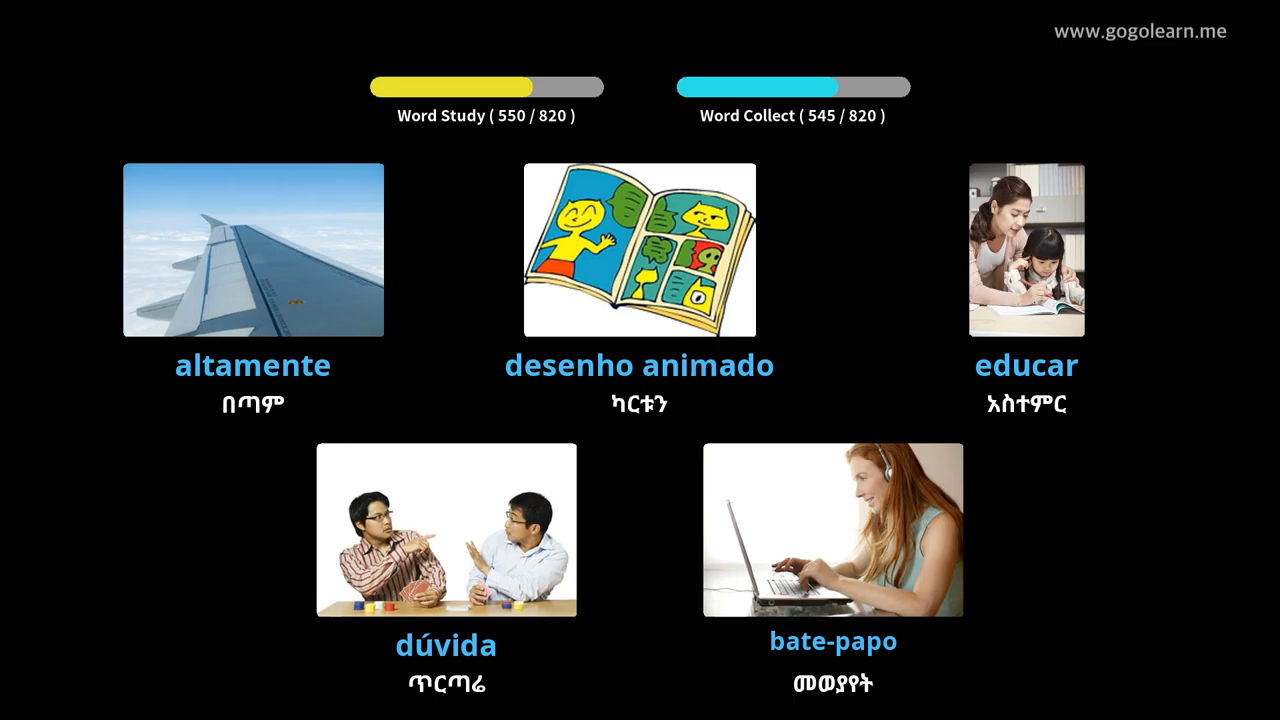 www.gogolearn.me
Word Study ( 550 / 820 )
Word Collect ( 545 / 820 )
altamente
በጣም
desenho animado
ካርቱን
educar
አስተምር
dúvida
ጥርጣሬ
bate-papo
መወያየት